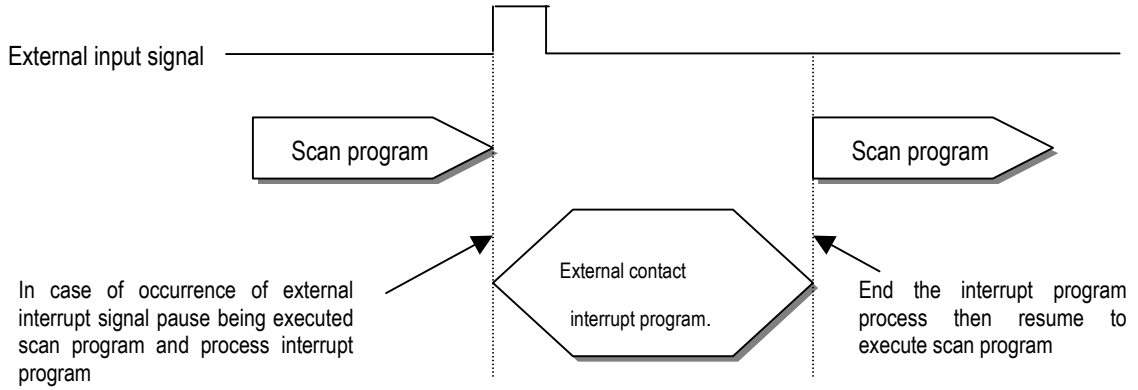 External input signal
Scan program
Scan program
External contact
interrupt program.
In case of occurrence of external
interrupt signal pause being executed
scan program and process interrupt
program
End the interrupt program
process then resume to
execute scan program